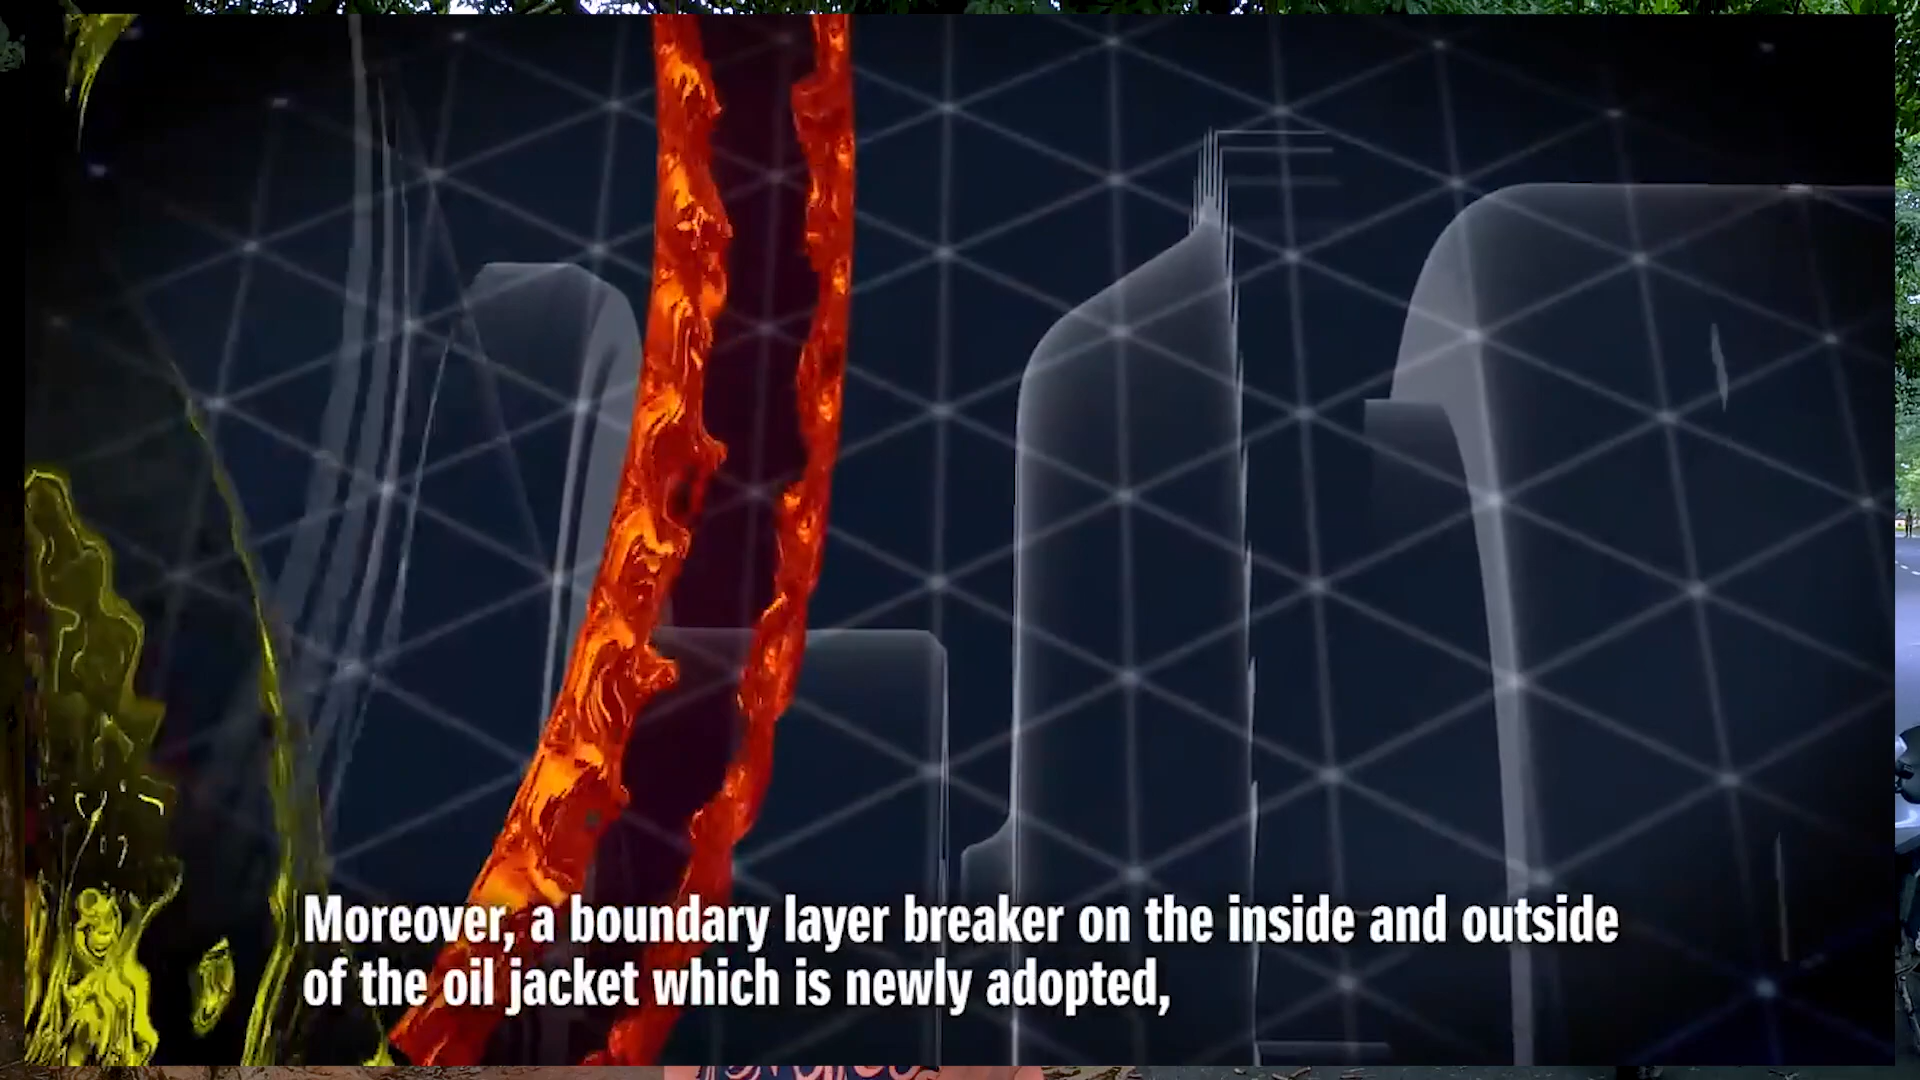 Moreover, a boundary layer breaker on the inside and outside
of the oil jacket which is newly adopted,